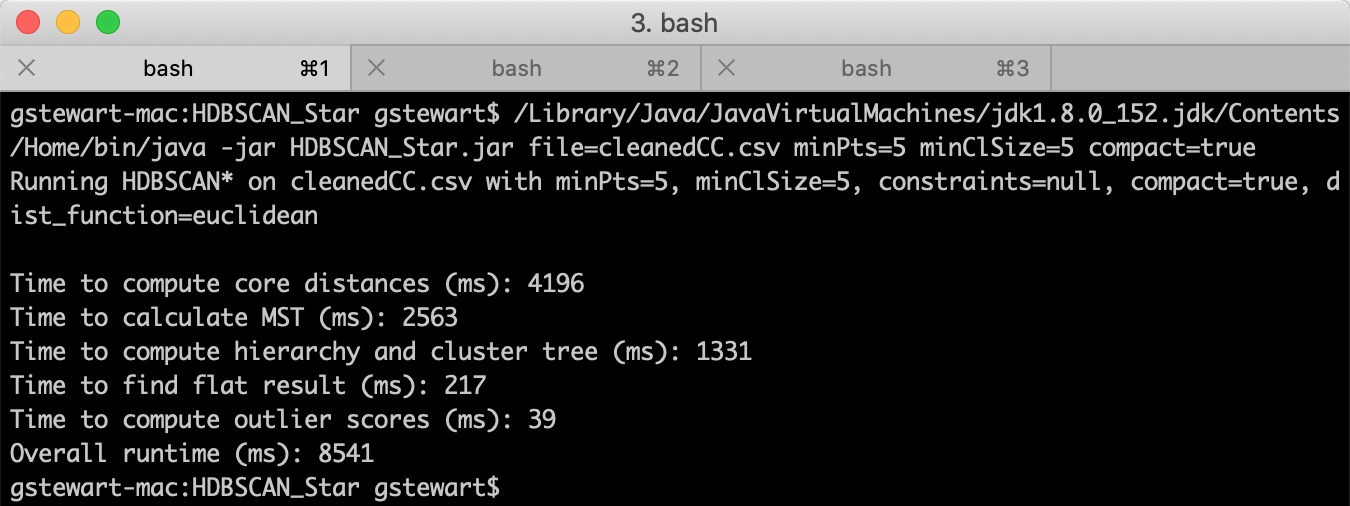 3. bash
bash ⌘1 bash ⌘2 bash ⌘3
gstewart-mac:HDBSCAN_Star gstewart$ /Library/Java/JavaVirtualMachines/jdk1.8.0_152.jdk/Contents
/Home/bin/java -jar HDBSCAN_Star.jar file=cleanedCC.csv minPts=5 minClSize=5 compact=true
Running HDBSCAN* on cleanedCC.csv with minPts=5, minClSize=5, constraints=null, compact=true, d
ist_function=euclidean
Time to compute core distances (ms): 4196
Time to calculate MST (ms): 2563
Time to compute hierarchy and cluster tree (ms): 1331
Time to find flat result (ms): 217
Time to compute outlier scores (ms): 39
Overall runtime (ms): 8541
gstewart-mac:HDBSCAN_Star gstewart$